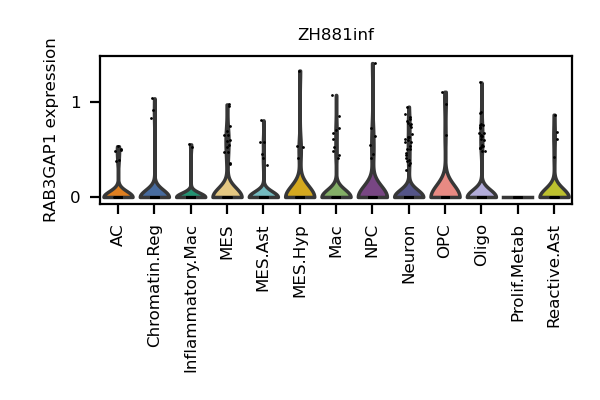 ZH881inf
RAB3GAP1 expression
1
0
AC
Chromatin.Reg
Inflammatory.Mac
MES
MES.Ast
MES.Hyp
Mac
NPC
Neuron
OPC
Oligo
Prolif.Metab
Reactive.Ast